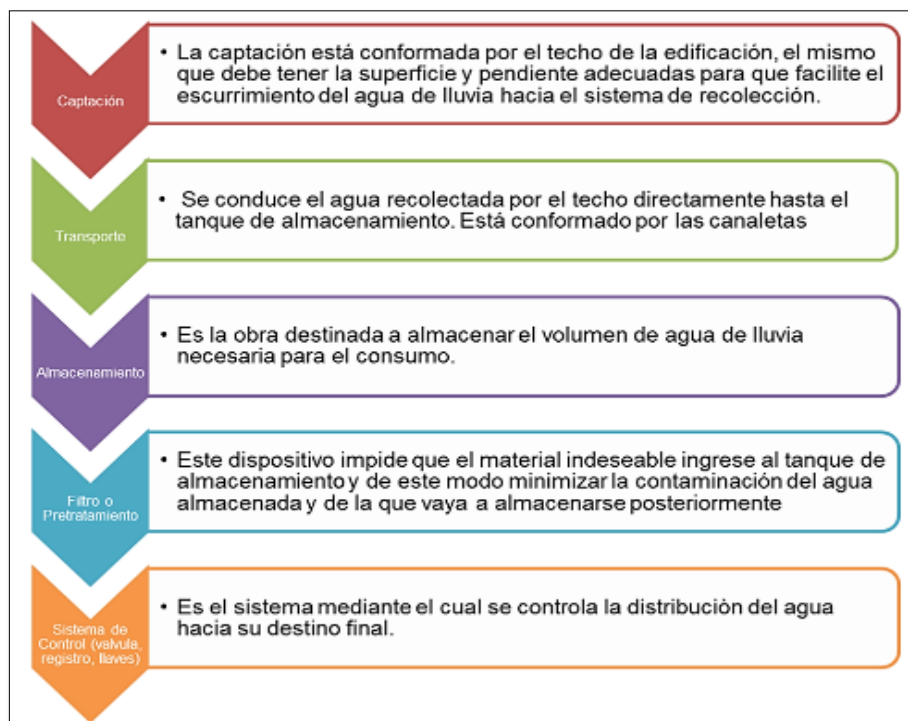 Captación
• La captación está conformada por el techo de la edificación, el mismo
que debe tener la superficie y pendiente adecuadas para que facilite el
escurrimiento del agua de lluvia hacia el sistema de recolección.
Transporte
• Se conduce el agua recolectada por el techo directamente hasta el
tanque de almacenamiento. Está conformado por las canaletas
Almacenamiento
• Es la obra destinada a almacenar el volumen de agua de lluvia
necesaria para el consumo.
Filtro o
Pretratamiento
• Este dispositivo impide que el material indeseable ingrese al tanque de
almacenamiento y de este modo minimizar la contaminación del agua
almacenada y de la que vaya a almacenarse posteriormente
Sistema de
Control (valvula,
registro, llaves)
• Es el sistema mediante el cual se controla la distribución del agua
hacia su destino final.